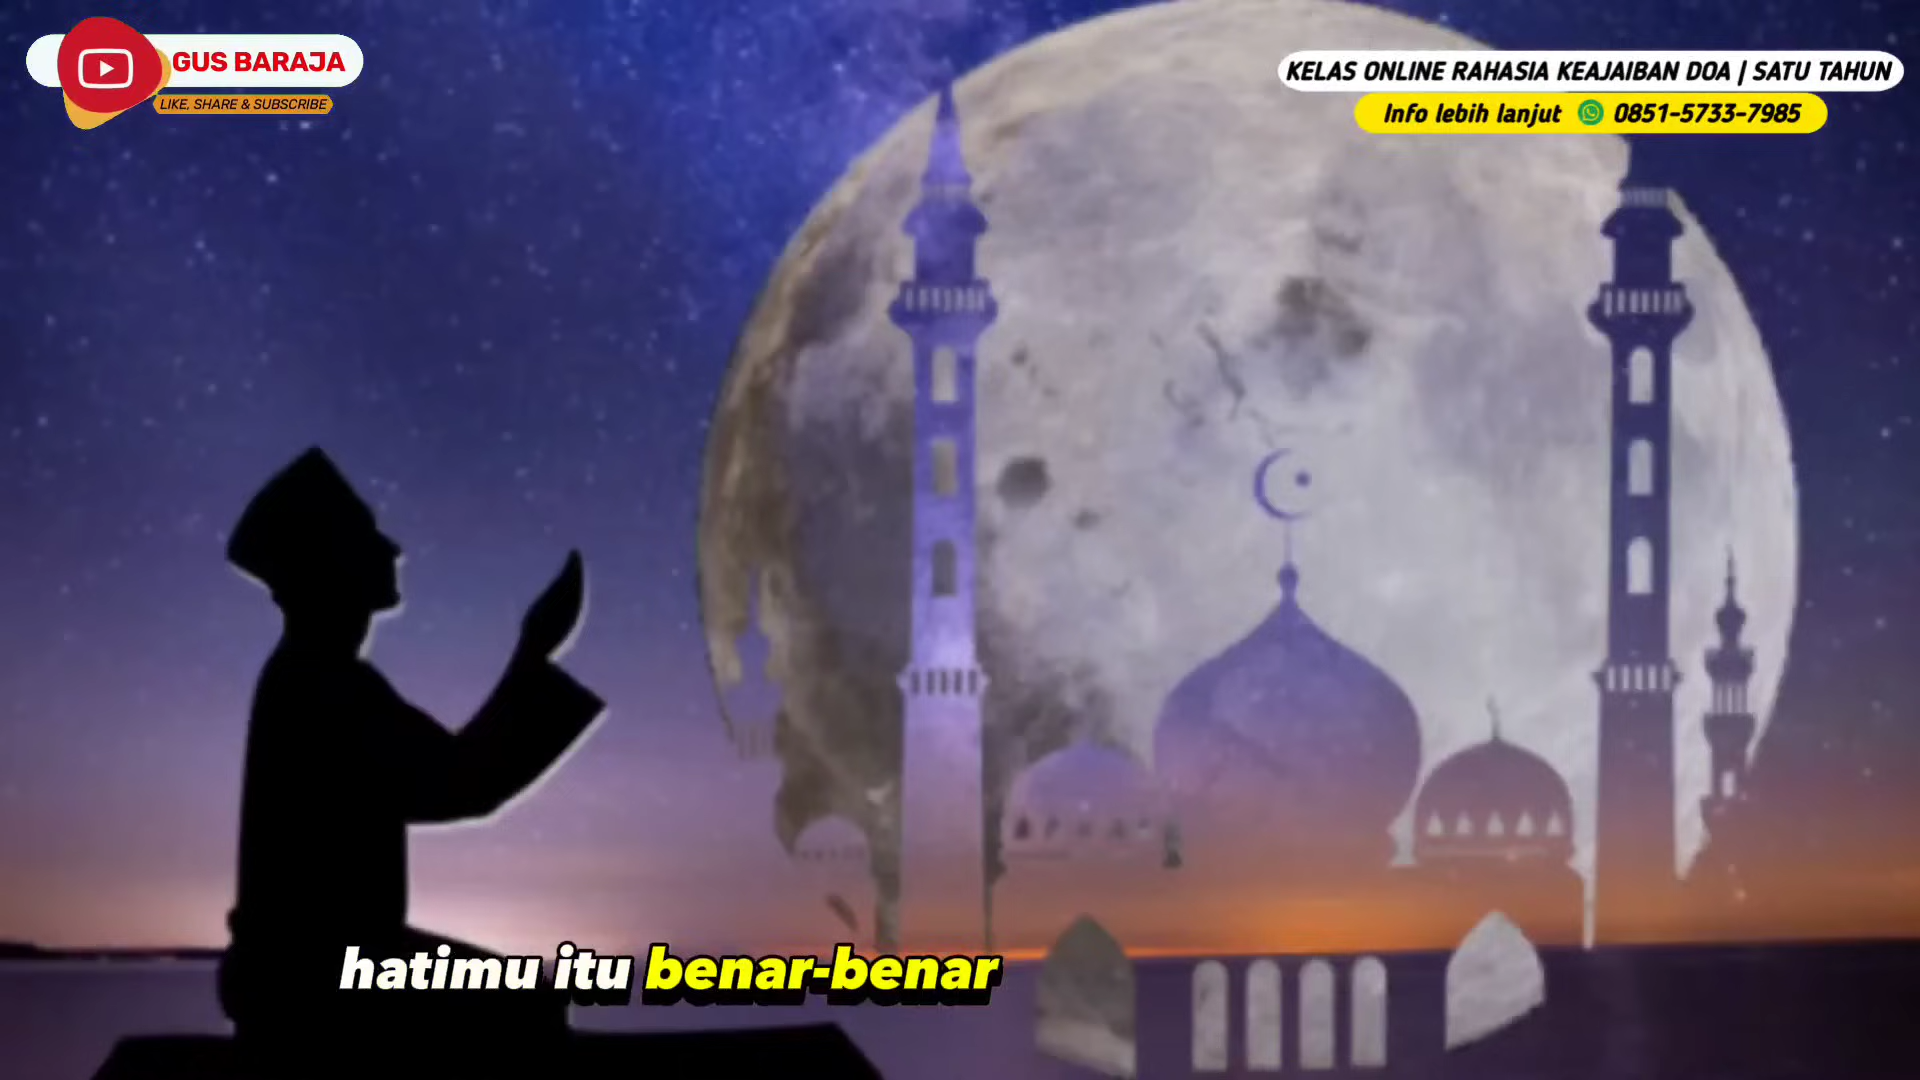 GUS BARAJA
LIKE, SHARE & SUBSCRIBE
KELAS ONLINE RAHASIA KEAJAIBAN DOA | SATU TAHUN
Info lebih lanjut 0851-5733-7985
hatimu itu benar-benar